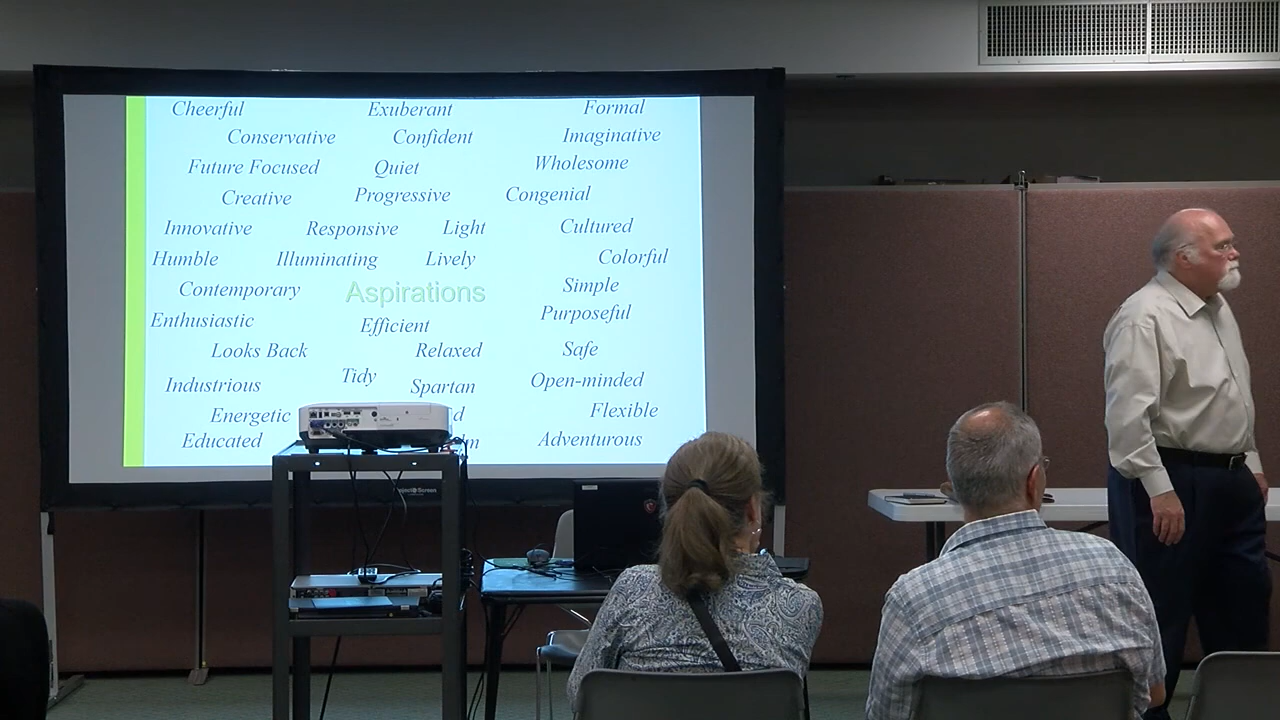 Cheerful Exuberant Formal
Conservative Confident Imaginative
Future Focused Quiet Wholesome
Creative Progressive Congenial
Innovative Responsive Light Cultured
Humble Illuminating Lively Colorful
Contemporary Aspirations Simple
Enthusiastic Efficient Purposeful
Looks Back Relaxed Safe
Industrious Tidy Spartan Open-minded
Energetic Flexible
Educated Adventurous